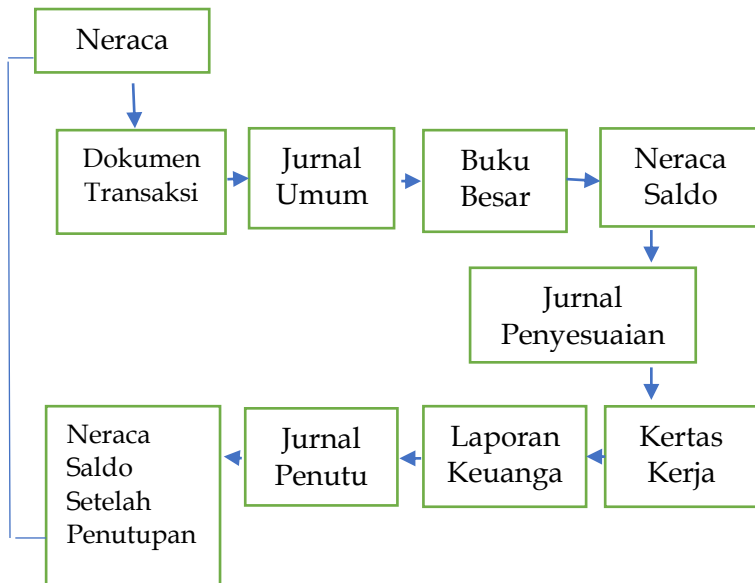 Neraca
Dokumen
Transaksi
Jurnal
Umum
Buku
Besar
Neraca
Saldo
Jurnal
Penyesuaian
Kertas
Kerja
Laporan
Keuanga
Jurnal
Penutu
Neraca
Saldo
Setelah
Penutupan